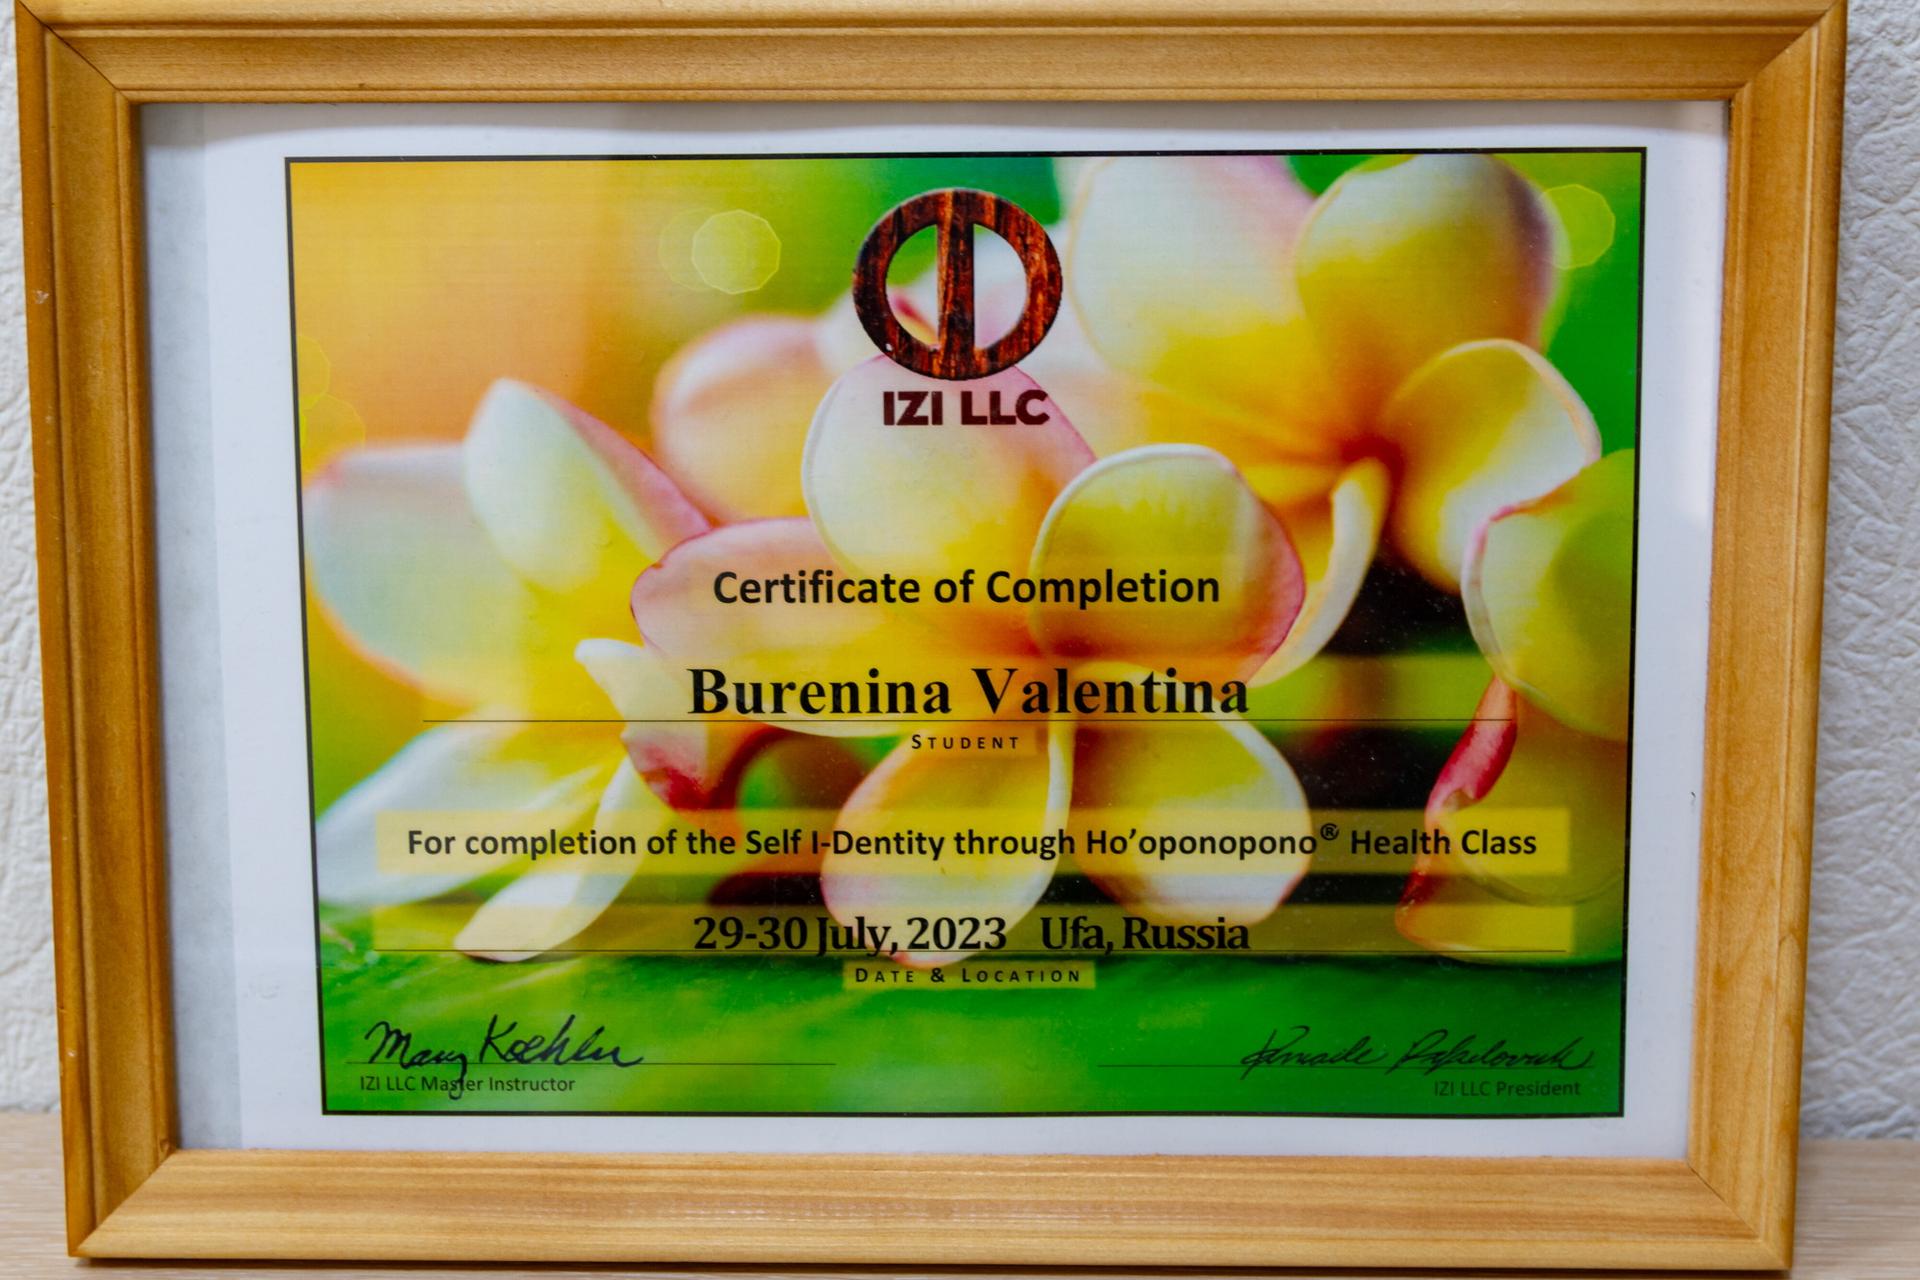 IZI LLC
Certificate of Completion
Burenina Valentina
STUDENT
For completion of the Self I-Dentity through Ho’oponopono® Health Class
29-30 July, 2023 Ufa, Russia
DATE & LOCATION
Mary Koehler
IZI LLC Master Instructor
IZI LLC President